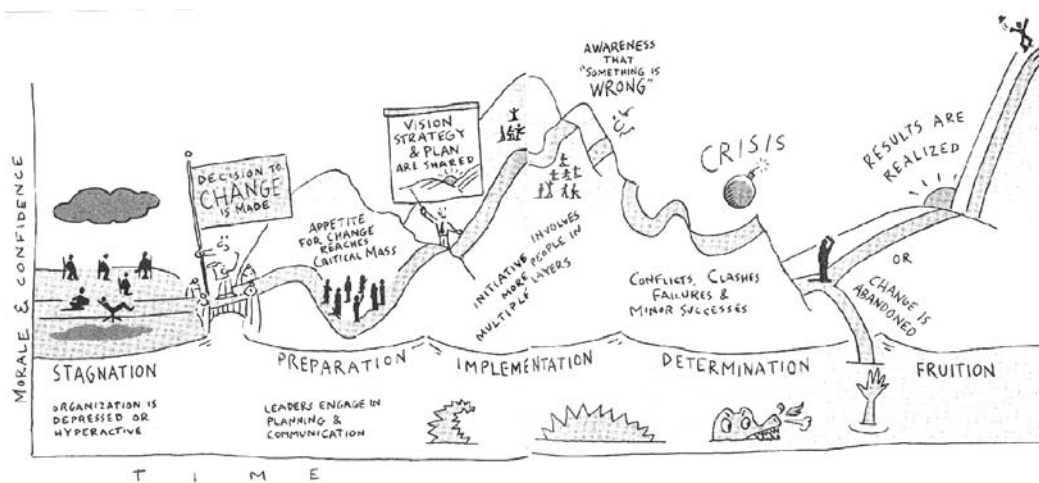 MORALE & CONFIDENCE
DECISION TO
CHANGE
IS MADE
APPETITE
FOR CHANGE
REACHES
CRITICAL MASS
VISION
STRATEGY
& PLAN
ARE SHARED
INITIATIVE INVOLVES
MORE PEOPLE IN
MULTIPLE LAYERS
AWARENESS
THAT
"SOMETHING IS
WRONG"
CRISIS
CONFLICTS, CLASHES
FAILURES &
MINOR SUCCESSES
RESULTS ARE
REALIZED
OR
CHANGE IS
ABANDONED
STAGNATION
PREPARATION
IMPLEMENTATION
DETERMINATION
FRUITION
ORGANIZATION IS
DEPRESSED OR
HYPERACTIVE
LEADERS ENGAGE IN
PLANNING &
COMMUNICATION
TIME